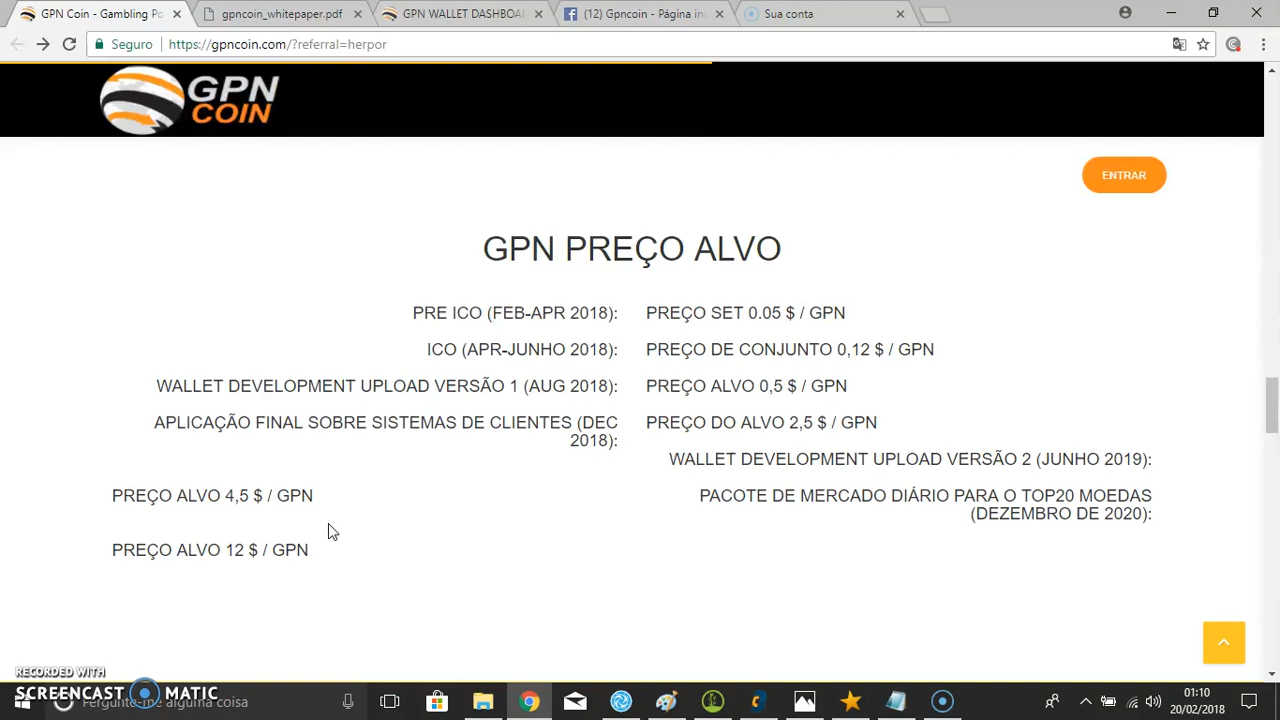 GPN Coin - Gambling Po
gpncoin_whitepaper.pdf
GPN WALLET DASHBOA
(12) Gpncoin - Página ini
Sua conta
Seguro
https://gpncoin.com/?referral=herpor
GPN
COIN
ENTRAR
GPN PREÇO ALVO
PRE ICO (FEB-APR 2018): PREÇO SET 0.05 $ / GPN
ICO (APR-JUNHO 2018): PREÇO DE CONJUNTO 0,12 $ / GPN
WALLET DEVELOPMENT UPLOAD VERSÃO 1 (AUG 2018): PREÇO ALVO 0,5 $ / GPN
APLICAÇÃO FINAL SOBRE SISTEMAS DE CLIENTES (DEC
2018):
PREÇO DO ALVO 2,5 $ / GPN
WALLET DEVELOPMENT UPLOAD VERSÃO 2 (JUNHO 2019):
PREÇO ALVO 4,5 $ / GPN
PACOTE DE MERCADO DIÁRIO PARA O TOP20 MOEDAS
(DEZEMBRO DE 2020):
PREÇO ALVO 12 $ / GPN
RECORDED WITH
SCREENCAST MATIC
Pergunte-me alguma coisa
01:10
20/02/2018